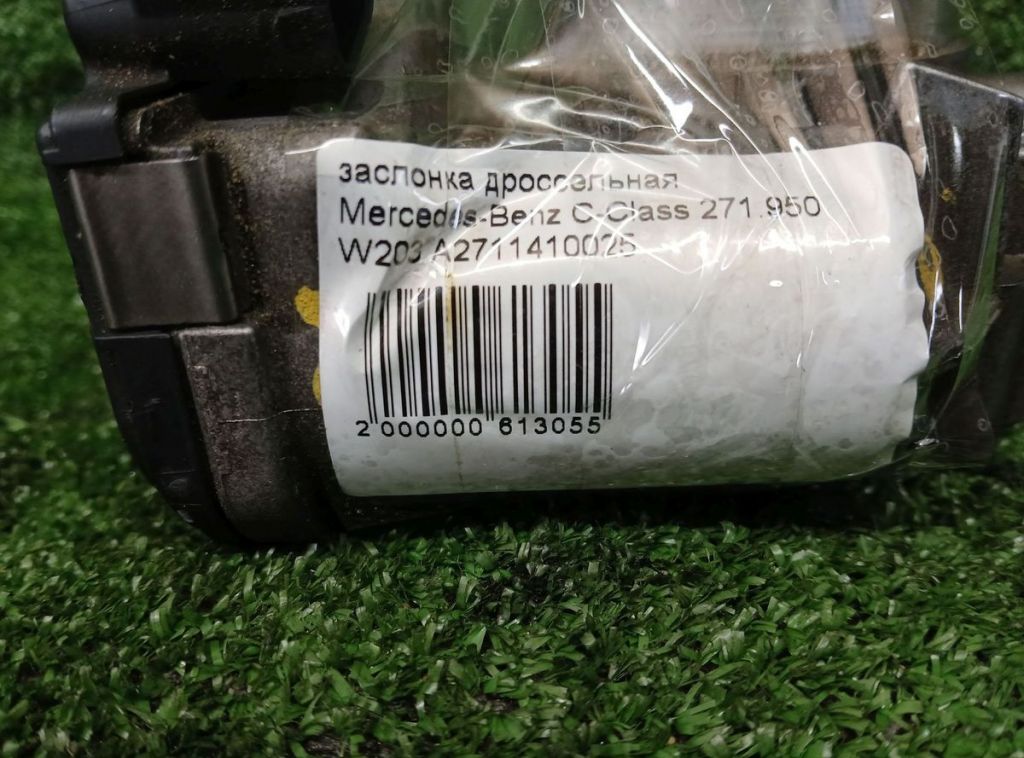 заслонка дроссельная
Mercedes-Benz C-Class 271.950
W203 A2711410025
2 000000 613055